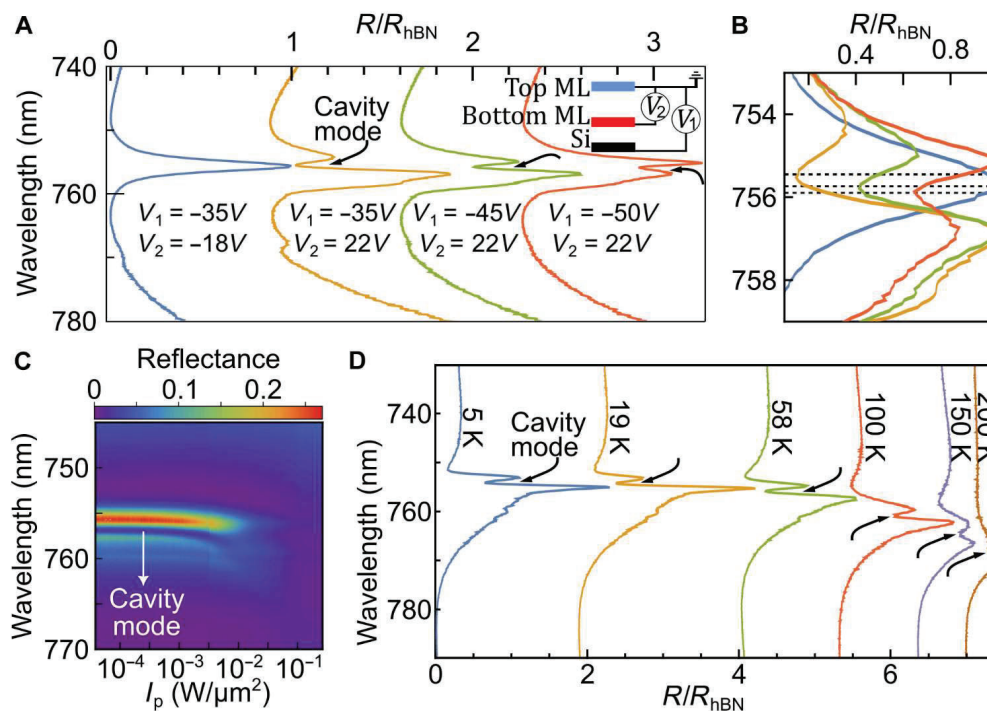 A
R/RhBN
0 1 2 3
Wavelength (nm)
740
760
780
Cavity
mode
Top ML
Bottom ML
Si
V2
V1
V1 = –35V
V2 = –18V
V1 = –35V
V2 = 22V
V1 = –45V
V2 = 22V
V1 = –50V
V2 = 22V
B
R/RhBN
0.4 0.8
754
756
758
C
Reflectance
0 0.1 0.2
Wavelength (nm)
750
760
770
Cavity
mode
10⁻⁴ 10⁻³ 10⁻² 10⁻¹
Ip (W/µm²)
D
Wavelength (nm)
740
760
780
5 K
19 K
58 K
100 K
150 K
200 K
Cavity
mode
0 2 4 6
R/RhBN